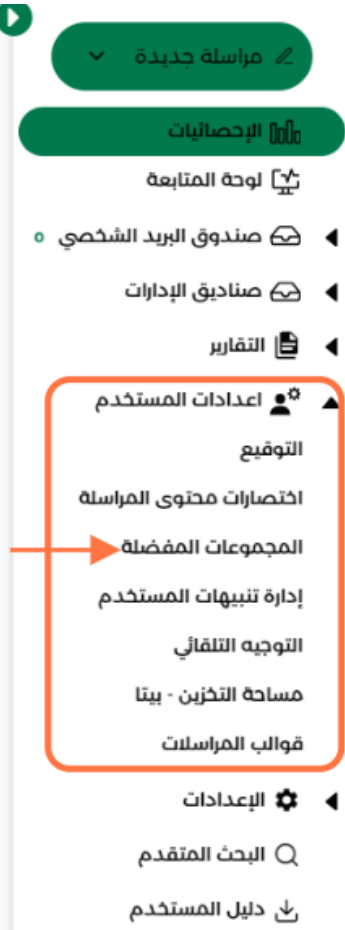 مراسلة جديدة
الإحصائيات
لوحة المتابعة
صندوق البريد الشخصي 0
صناديق الإدارات
التقارير
اعدادات المستخدم
التوقيع
اختصارات محتوى المراسلة
المجموعات المفضلة
إدارة تنبيهات المستخدم
التوجيه التلقائي
مساحة التخزين - بيتا
قوالب المراسلات
الإعدادات
البحث المتقدم
دليل المستخدم